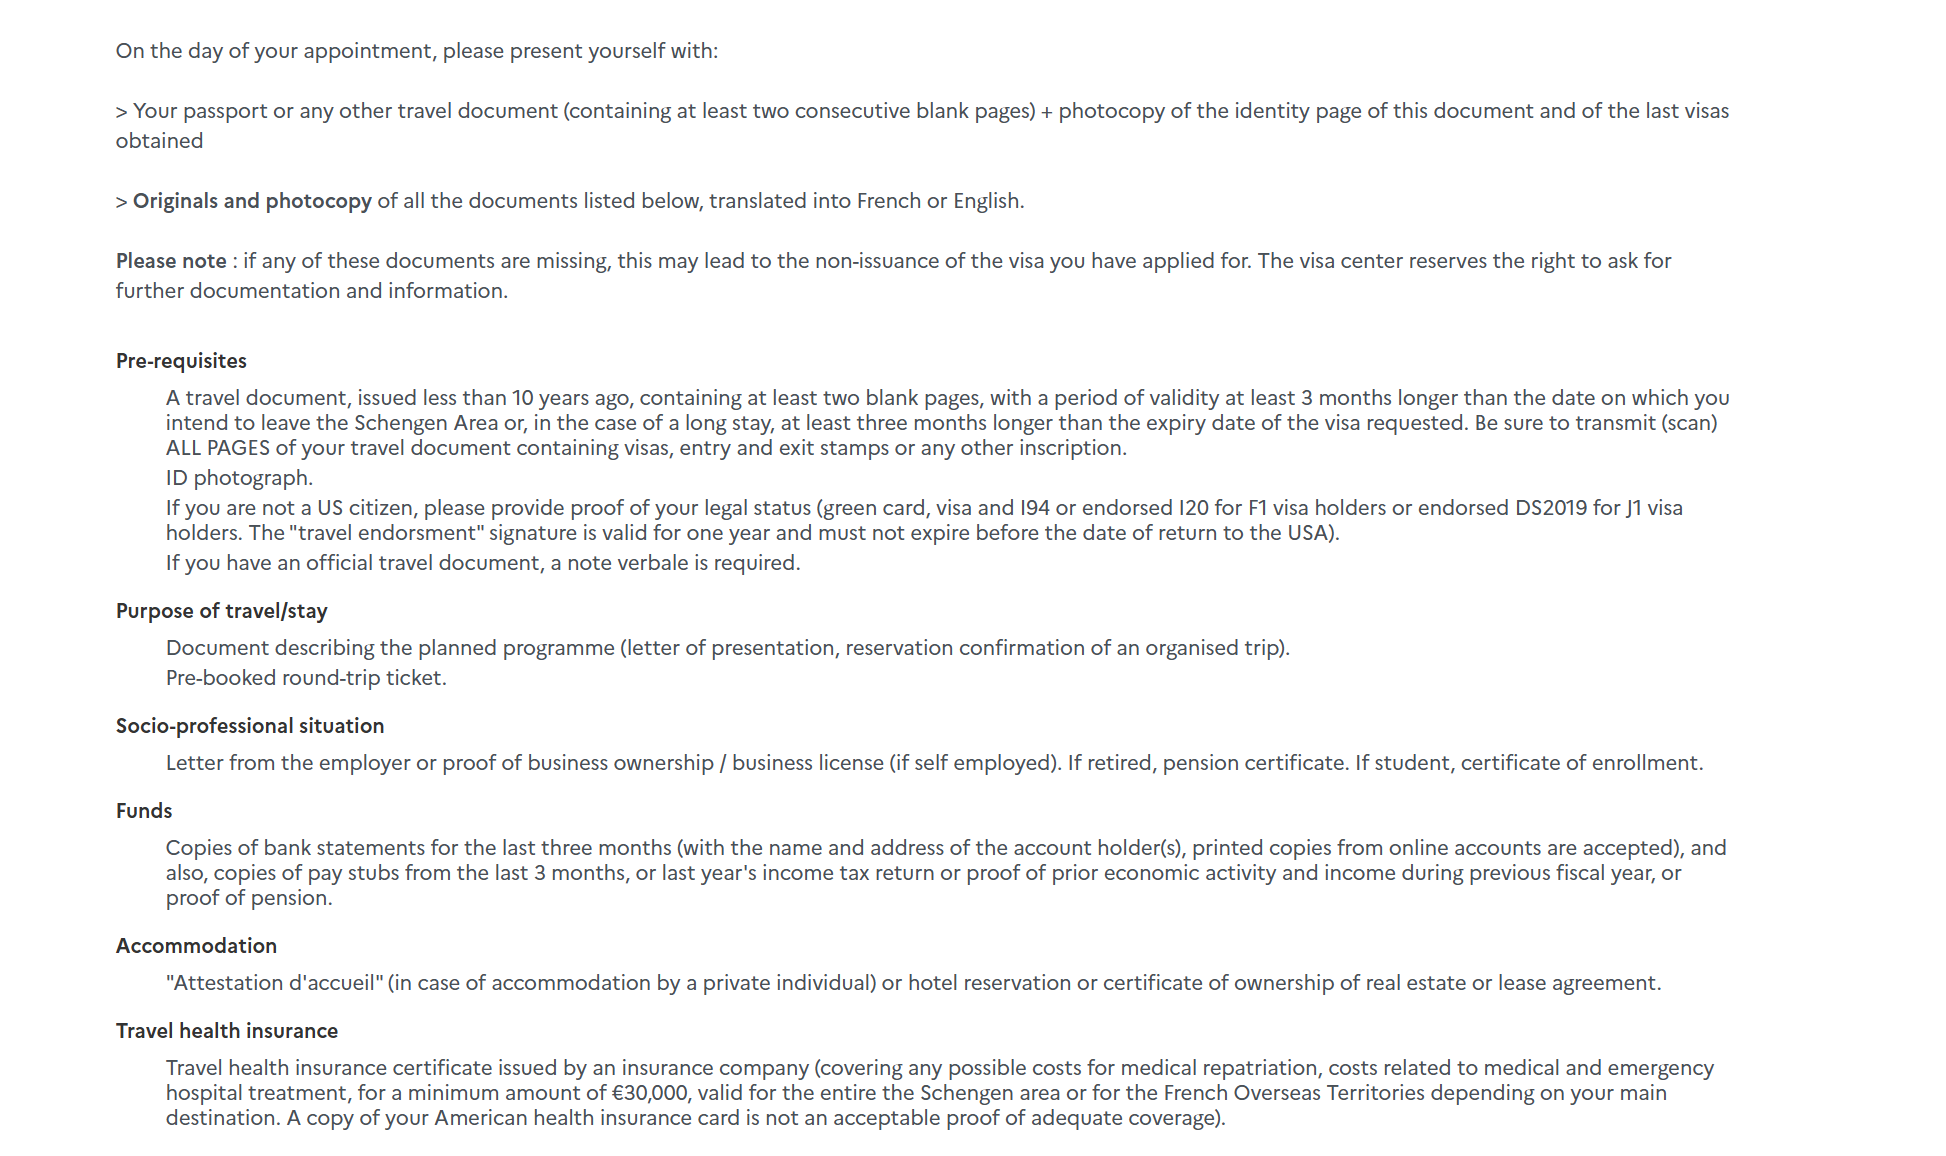 On the day of your appointment, please present yourself with:
> Your passport or any other travel document (containing at least two consecutive blank pages) + photocopy of the identity page of this document and of the last visas
obtained
> Originals and photocopy of all the documents listed below, translated into French or English.
Please note : if any of these documents are missing, this may lead to the non-issuance of the visa you have applied for. The visa center reserves the right to ask for
further documentation and information.
Pre-requisites
A travel document, issued less than 10 years ago, containing at least two blank pages, with a period of validity at least 3 months longer than the date on which you
intend to leave the Schengen Area or, in the case of a long stay, at least three months longer than the expiry date of the visa requested. Be sure to transmit (scan)
ALL PAGES of your travel document containing visas, entry and exit stamps or any other inscription.
ID photograph.
If you are not a US citizen, please provide proof of your legal status (green card, visa and I94 or endorsed I20 for F1 visa holders or endorsed DS2019 for J1 visa
holders. The "travel endorsment" signature is valid for one year and must not expire before the date of return to the USA).
If you have an official travel document, a note verbale is required.
Purpose of travel/stay
Document describing the planned programme (letter of presentation, reservation confirmation of an organised trip).
Pre-booked round-trip ticket.
Socio-professional situation
Letter from the employer or proof of business ownership / business license (if self employed). If retired, pension certificate. If student, certificate of enrollment.
Funds
Copies of bank statements for the last three months (with the name and address of the account holder(s), printed copies from online accounts are accepted), and
also, copies of pay stubs from the last 3 months, or last year's income tax return or proof of prior economic activity and income during previous fiscal year, or
proof of pension.
Accommodation
"Attestation d'accueil" (in case of accommodation by a private individual) or hotel reservation or certificate of ownership of real estate or lease agreement.
Travel health insurance
Travel health insurance certificate issued by an insurance company (covering any possible costs for medical repatriation, costs related to medical and emergency
hospital treatment, for a minimum amount of €30,000, valid for the entire the Schengen area or for the French Overseas Territories depending on your main
destination. A copy of your American health insurance card is not an acceptable proof of adequate coverage).